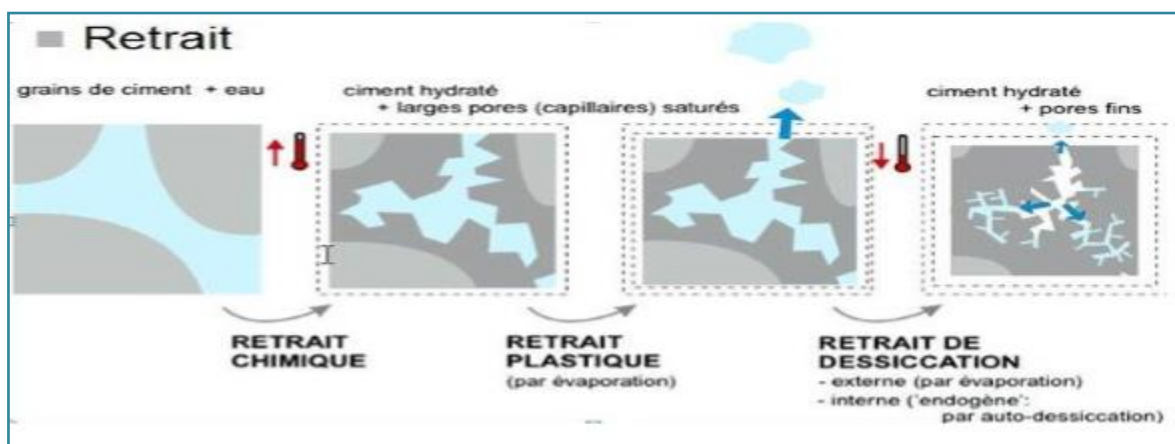 Retrait
grains de ciment + eau
ciment hydraté
+ larges pores (capillaires) saturés
ciment hydraté
+ pores fins
RETRAIT
CHIMIQUE
RETRAIT
PLASTIQUE
(par évaporation)
RETRAIT DE
DESSICCATION
- externe (par évaporation)
- interne ('endogène':
par auto-dessiccation)